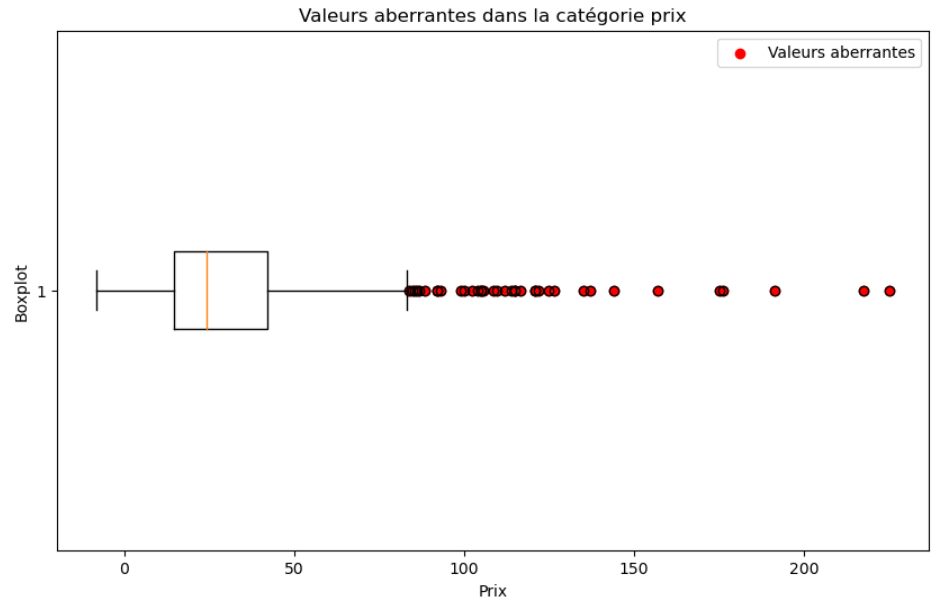 Valeurs aberrantes dans la catégorie prix
Valeurs aberrantes
Boxplot
1
0
50
100
150
200
Prix